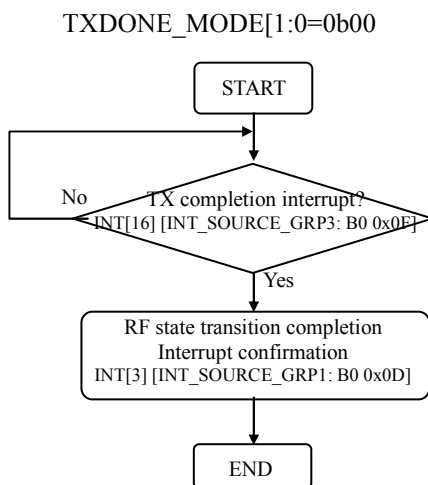 TXDONE_MODE[1:0=0b00
START
No
TX completion interrupt?
INT[16] [INT_SOURCE_GRP3: B0 0x0F]
Yes
RF state transition completion
Interrupt confirmation
INT[3] [INT_SOURCE_GRP1: B0 0x0D]
END